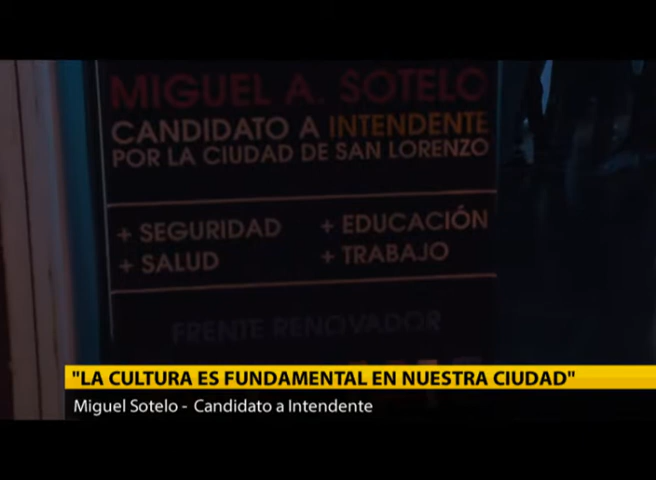 MIGUEL A. SOTELO
CANDIDATO A INTENDENTE
POR LA CIUDAD DE SAN LORENZO
+ SEGURIDAD + EDUCACIÓN
+ SALUD + TRABAJO
FRENTE RENOVADOR
"LA CULTURA ES FUNDAMENTAL EN NUESTRA CIUDAD"
Miguel Sotelo - Candidato a Intendente